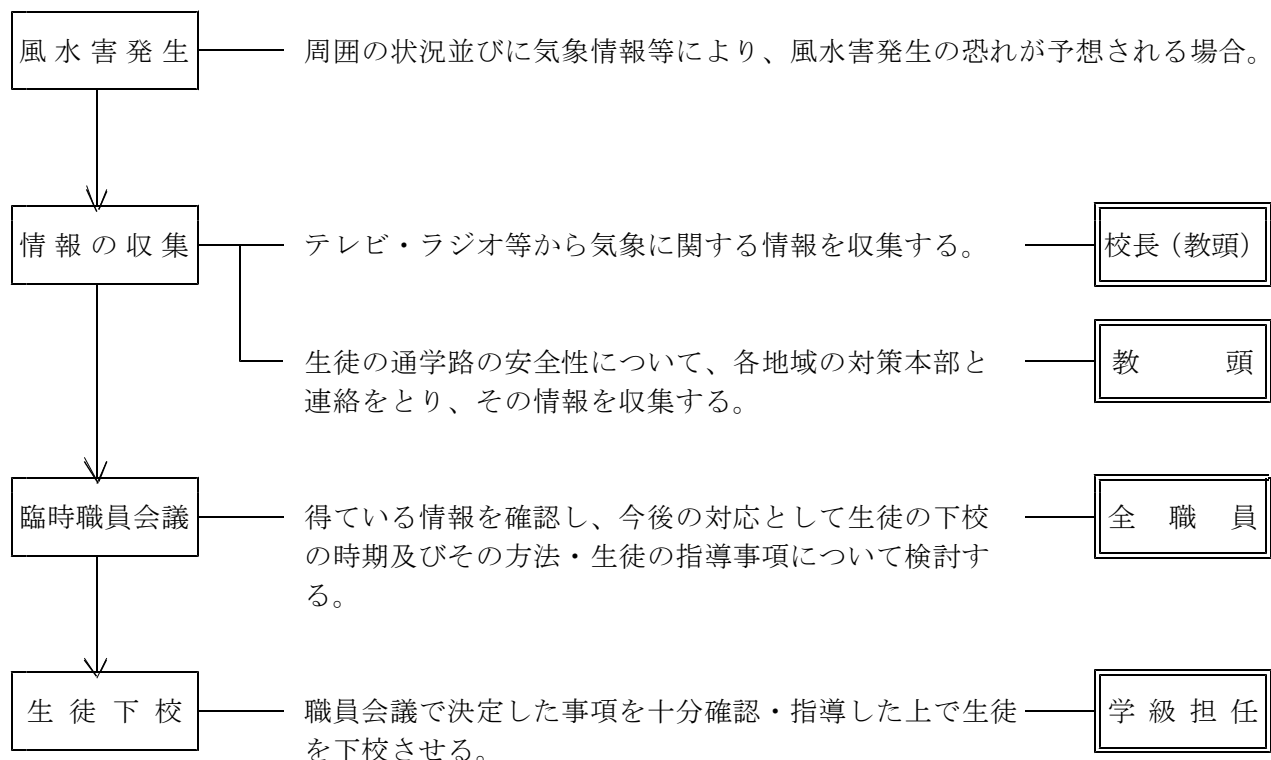 風水害発生
周囲の状況並びに気象情報等により、風水害発生の恐れが予想される場合。
情報の収集
テレビ・ラジオ等から気象に関する情報を収集する。
校長（教頭）
生徒の通学路の安全性について、各地域の対策本部と
連絡をとり、その情報を収集する。
教頭
臨時職員会議
得ている情報を確認し、今後の対応として生徒の下校
の時期及びその方法・生徒の指導事項について検討す
る。
全職員
生徒下校
職員会議で決定した事項を十分確認・指導した上で生徒
を下校させる。
学級担任